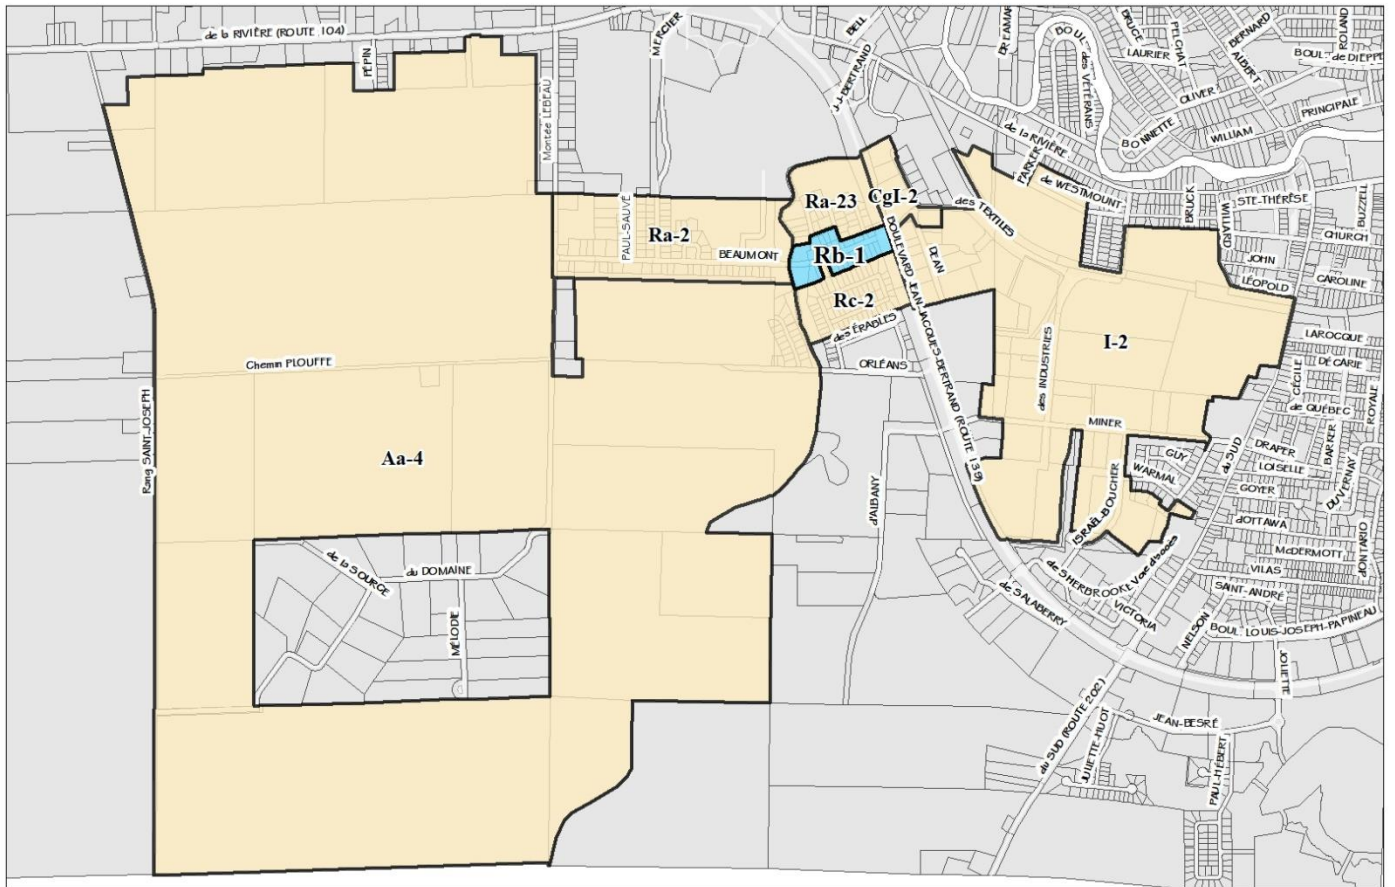 de la RIVIÈRE (ROUTE 104)
PÉPIN
Montée LEBEAU
MERCIER
BELL
J-J-BERTRAND
DREAMAR
BOUL. des VÉTÉRANS
BRUCE
LAURIER
PELCHAT
BERNARD
ALBERT
ROLAND
BOUL. de DIEPPE
OLIVER
BONNETTE
WILLIAM
PRINCIPALE
de la RIVIÈRE
PARKER
de WESTMOUNT
BRUCK
WILLARD
STE-THÉRÈSE
BUZZELL
CHURCH
JOHN
LÉOPOLD
CAROLINE
Ra-23
CgI-2
des TEXTILES
PAUL-SAUVÉ
Ra-2
BEAUMONT
Rb-1
DEAN
BOULEVARD JEAN-JACQUES-BERTRAND (ROUTE 139)
Rc-2
des ÉRABLES
ORLÉANS
des INDUSTRIES
I-2
LAROCQUE
DÉCARIE
CÉCILE
de QUÉBEC
ROYALE
Chemin PLOUFFE
Rang SAINT-JOSEPH
Aa-4
MINER
GUY
WARMAL
du SUD
DRAPER
BARKER
LOISELLE
GOYER
DUVERNAY
d'ALBANY
ISRAËL-BOUCHER
d'OTTAWA
McDERMOTT
d'ONTARIO
VILAS
SAINT-ANDRÉ
de SHERBROOKE
Voie d'accès
de SALABERRY
VICTORIA
NELSON
BOUL. LOUIS-JOSEPH-PAPINEAU
JOLIETTE
de la SOURCE
du DOMAINE
MÉLODIE
du SUD (ROUTE 202)
JULIETTE-HUOT
JEAN-BESRÉ
PAUL-HÉBERT